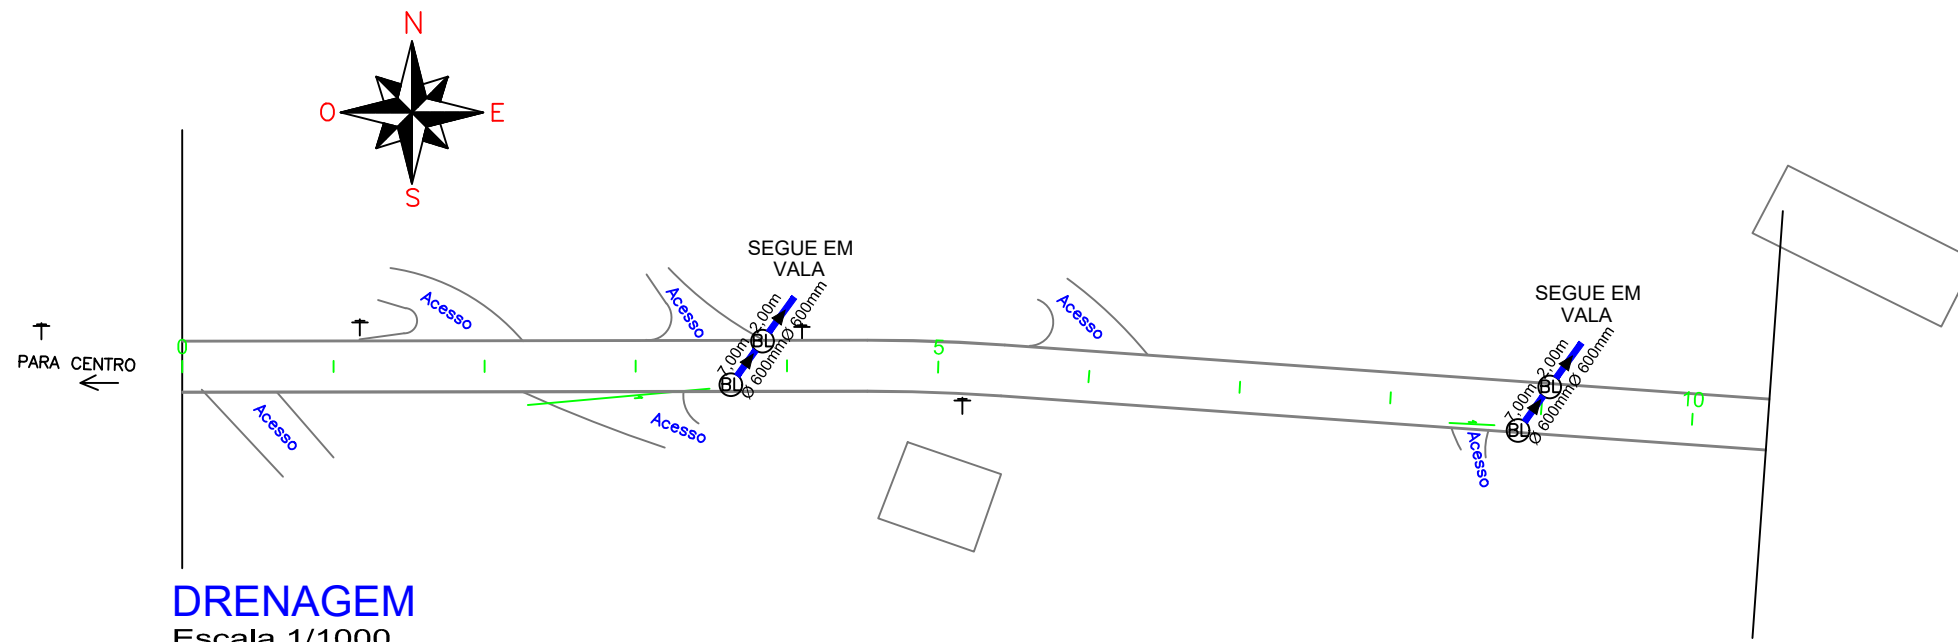 N
O
E
S
SEGUE EM
VALA
SEGUE EM
VALA
Acesso
Acesso
Acesso
2,00m
Ø 600mm
7,00m
Ø 600mm
BL
BL
2,00m
Ø 600mm
7,00m
Ø 600mm
BL
BL
PARA CENTRO
0
5
10
Acesso
Acesso
Acesso
DRENAGEM
Escala 1/1000